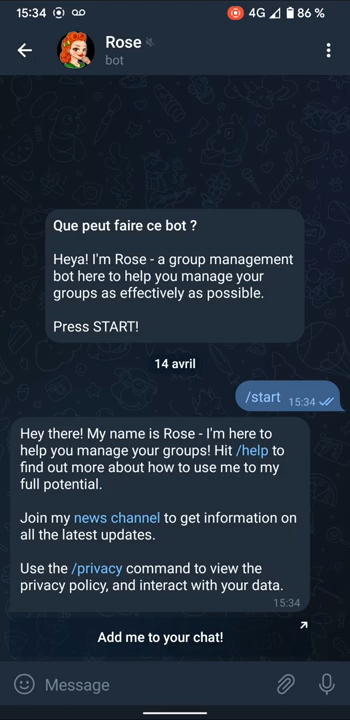 15:34 4G 86 %
Rose
bot
Que peut faire ce bot ?
Heya! I'm Rose - a group management
bot here to help you manage your
groups as effectively as possible.
Press START!
14 avril
/start 15:34
Hey there! My name is Rose - I'm here to
help you manage your groups! Hit /help to
find out more about how to use me to my
full potential.
Join my news channel to get information on
all the latest updates.
Use the /privacy command to view the
privacy policy, and interact with your data.
15:34
Add me to your chat!
Message